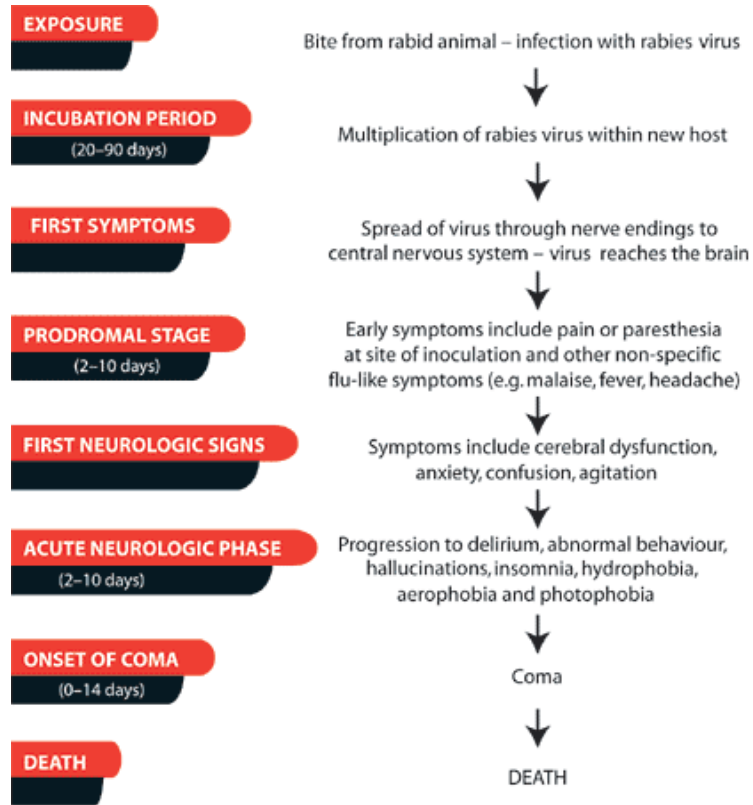 EXPOSURE
Bite from rabid animal – infection with rabies virus
INCUBATION PERIOD
(20–90 days)
Multiplication of rabies virus within new host
FIRST SYMPTOMS
Spread of virus through nerve endings to
central nervous system – virus reaches the brain
PRODROMAL STAGE
(2–10 days)
Early symptoms include pain or paresthesia
at site of inoculation and other non-specific
flu-like symptoms (e.g. malaise, fever, headache)
FIRST NEUROLOGIC SIGNS
Symptoms include cerebral dysfunction,
anxiety, confusion, agitation
ACUTE NEUROLOGIC PHASE
(2–10 days)
Progression to delirium, abnormal behaviour,
hallucinations, insomnia, hydrophobia,
aerophobia and photophobia
ONSET OF COMA
(0–14 days)
Coma
DEATH
DEATH